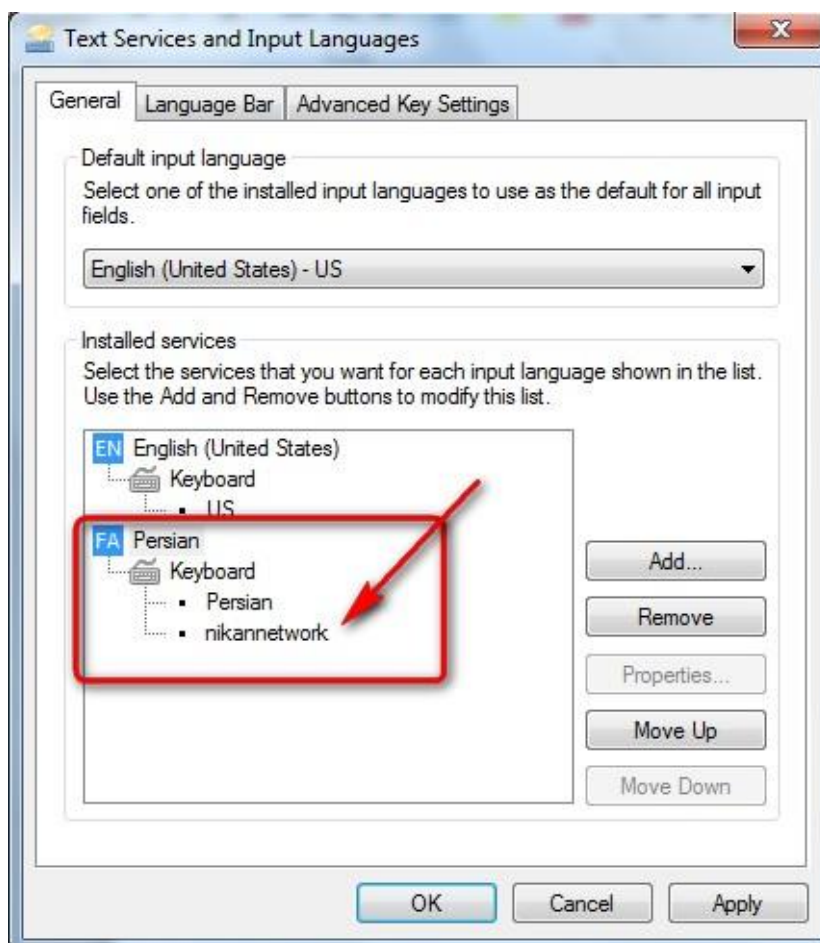 Text Services and Input Languages
General
Language Bar
Advanced Key Settings
Default input language
Select one of the installed input languages to use as the default for all input
fields.
English (United States) - US
Installed services
Select the services that you want for each input language shown in the list.
Use the Add and Remove buttons to modify this list.
EN English (United States)
Keyboard
US
FA Persian
Keyboard
Persian
nikannetwork
Add...
Remove
Properties...
Move Up
Move Down
OK
Cancel
Apply